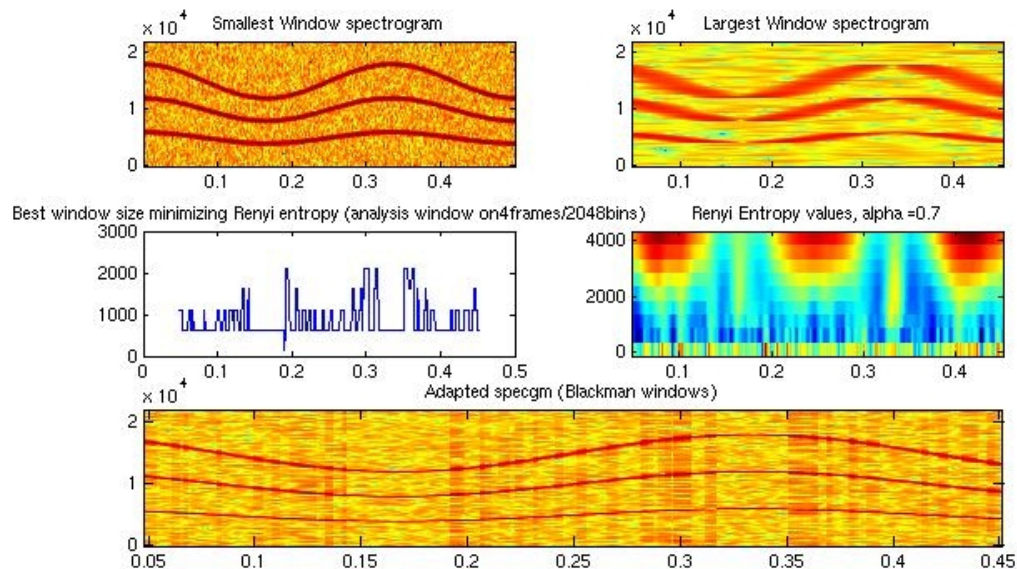 Smallest Window spectrogram
Largest Window spectrogram
x 10⁴
x 10⁴
2
1
0
0.1 0.2 0.3 0.4
2
1
0
0.1 0.2 0.3 0.4
Best window size minimizing Renyi entropy (analysis window on4frames/2048bins)
Renyi Entropy values, alpha =0.7
3000
2000
1000
0
0 0.1 0.2 0.3 0.4 0.5
4000
2000
0
0.1 0.2 0.3 0.4
Adapted specgm (Blackman windows)
x 10⁴
2
1
0
0.05 0.1 0.15 0.2 0.25 0.3 0.35 0.4 0.45